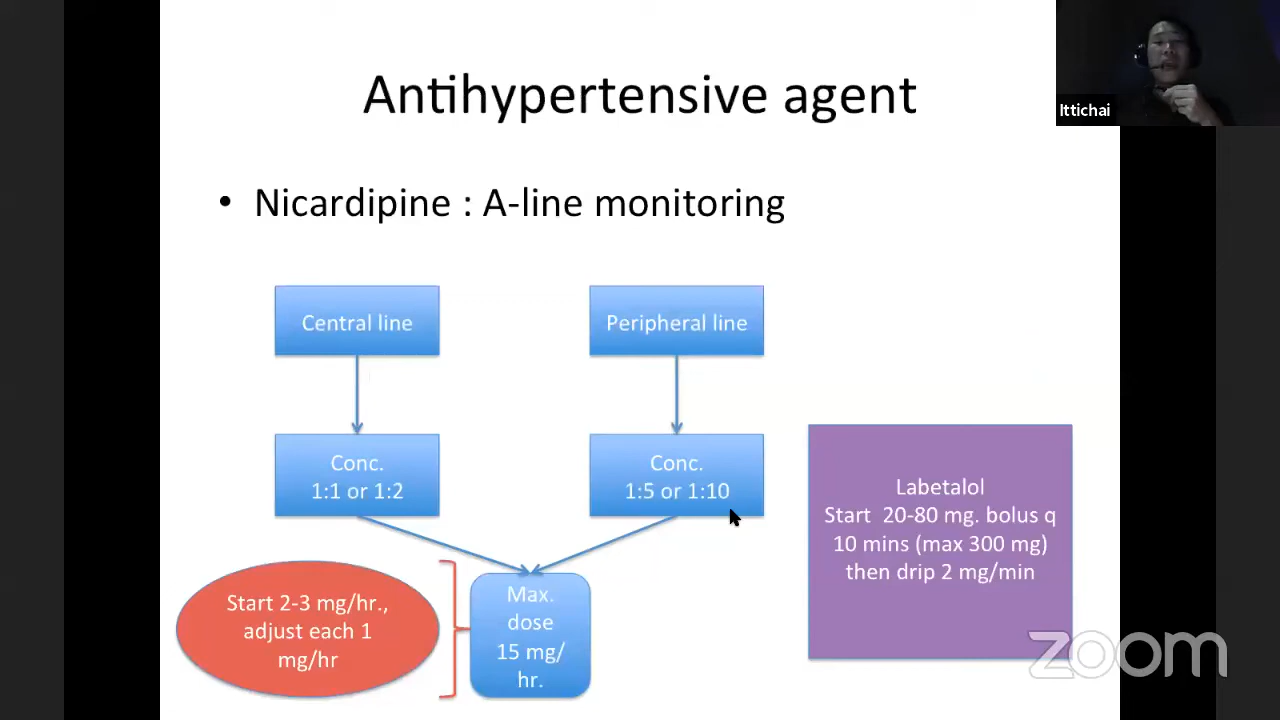 Antihypertensive agent
Ittichai
• Nicardipine : A-line monitoring
Central line
Peripheral line
Conc.
1:1 or 1:2
Conc.
1:5 or 1:10
Start 2-3 mg/hr.,
adjust each 1
mg/hr
Max.
dose
15 mg/
hr.
Labetalol
Start 20-80 mg. bolus q
10 mins (max 300 mg)
then drip 2 mg/min
zoom